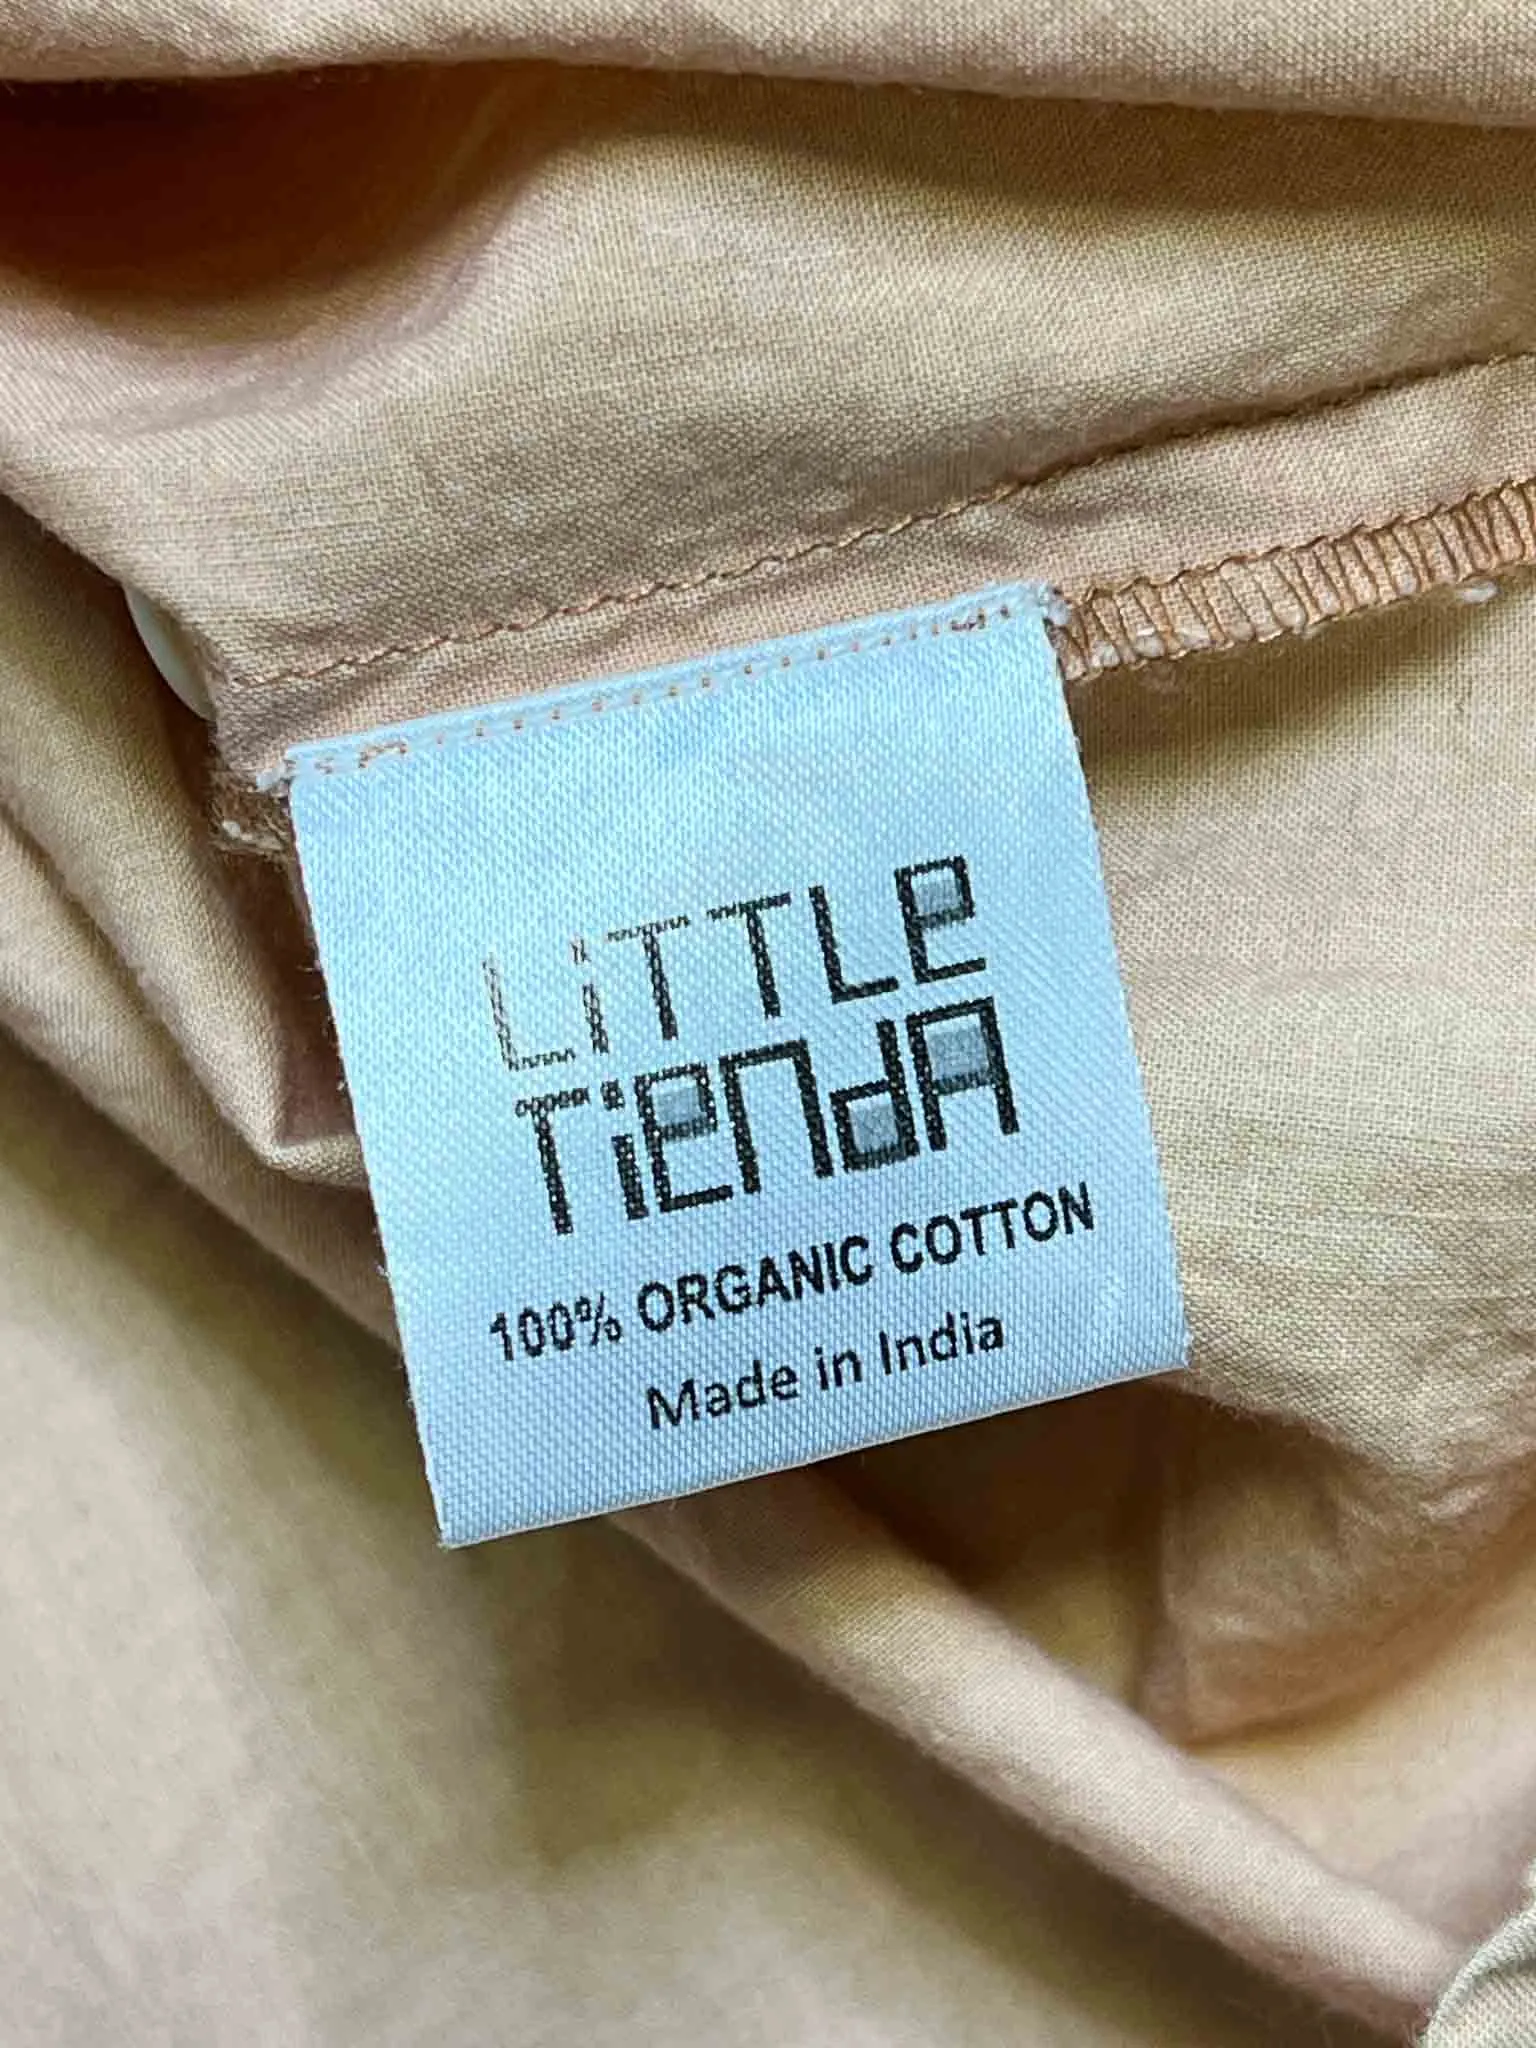 LiTTLe
TiendA
100% ORGANIC COTTON
Made in India